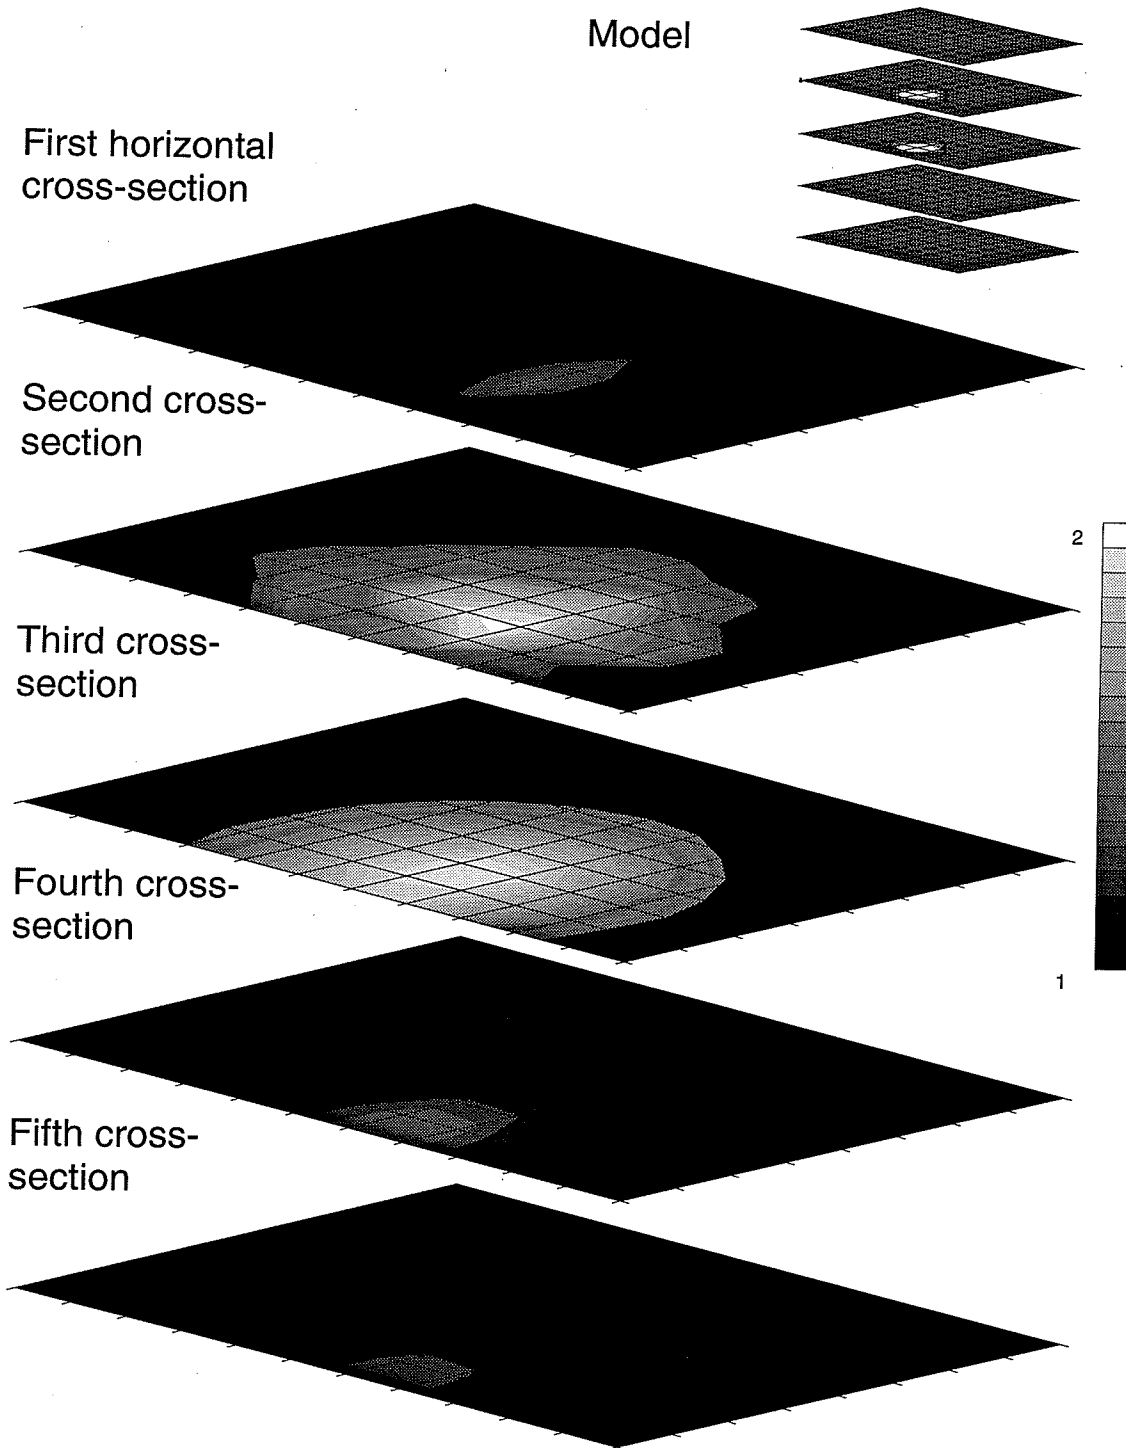 Model
First horizontal
cross-section
Second cross-
section
2
Third cross-
section
Fourth cross-
section
1
Fifth cross-
section